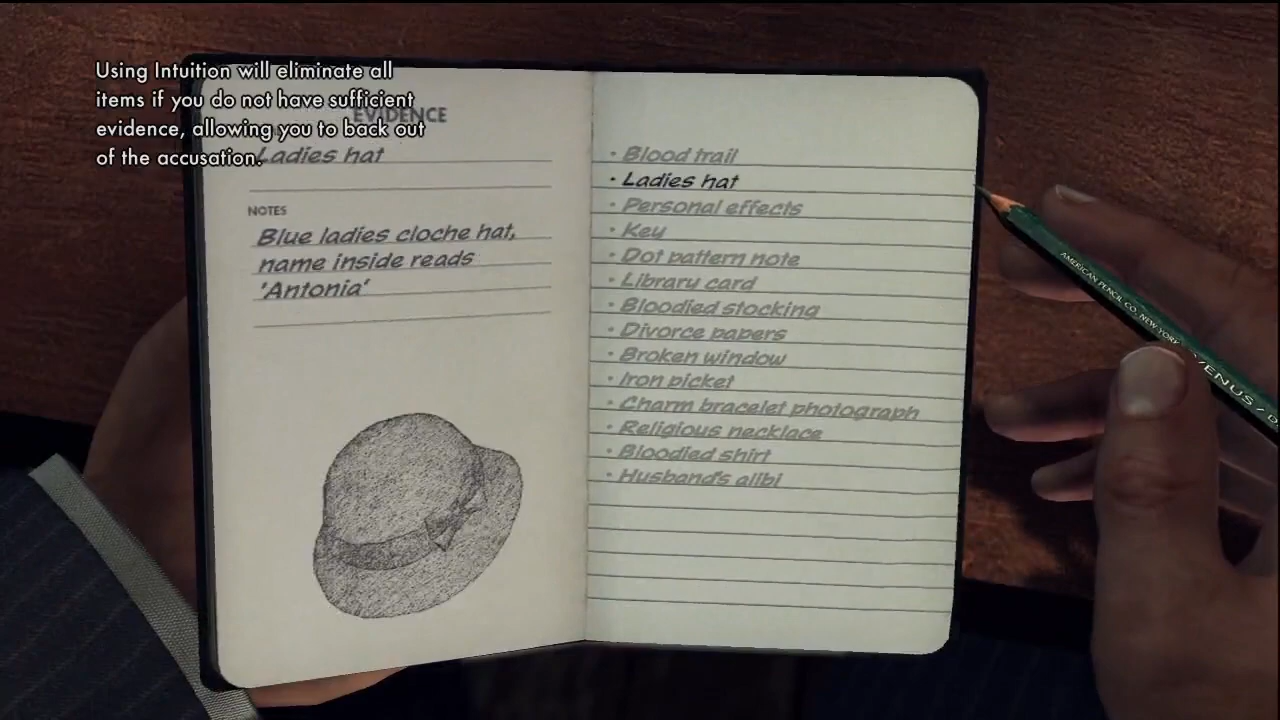 Using Intuition will eliminate all
items if you do not have sufficient
evidence, allowing you to back out
of the accusation.
EVIDENCE
Ladies hat
NOTES
Blue ladies cloche hat,
name inside reads
'Antonia'
• Blood trail
• Ladies hat
• Personal effects
• Key
• Dot pattern note
• Library card
• Bloodied stocking
• Divorce papers
• Broken window
• Iron picket
• Charm bracelet photograph
• Religious necklace
• Bloodied shirt
• Husband's alibi
AMERICAN PENCIL CO. NEW YORK
VENUS